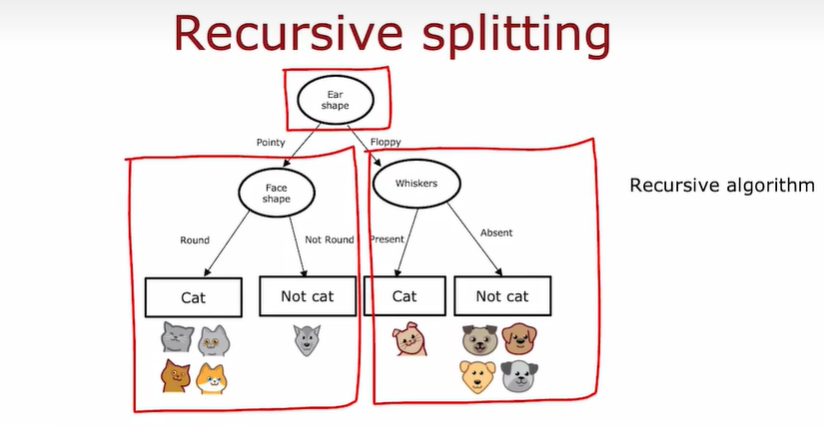 Recursive splitting
Ear
shape
Pointy
Floppy
Face
shape
Whiskers
Recursive algorithm
Round
Not Round
Present
Absent
Cat
Not cat
Cat
Not cat